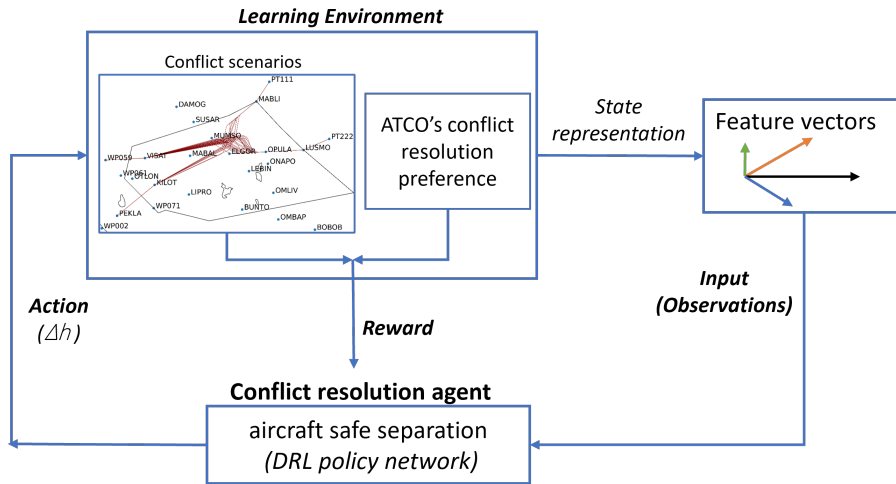 Learning Environment
Conflict scenarios
PT111
MABLI
DAMOG
SUSAR
MUMSO
PT222
WP059
VISAT
MABAL
ELGOR
OPULA
LUSMO
ONAPO
LEBIN
WP061
OTLON
KILOT
LIPRO
OMLIV
PEKLA
WP071
BUNTO
OMBAP
WP002
BOBOB
ATCO's conflict
resolution
preference
State
representation
Feature vectors
Action
(Δh)
Reward
Input
(Observations)
Conflict resolution agent
aircraft safe separation
(DRL policy network)